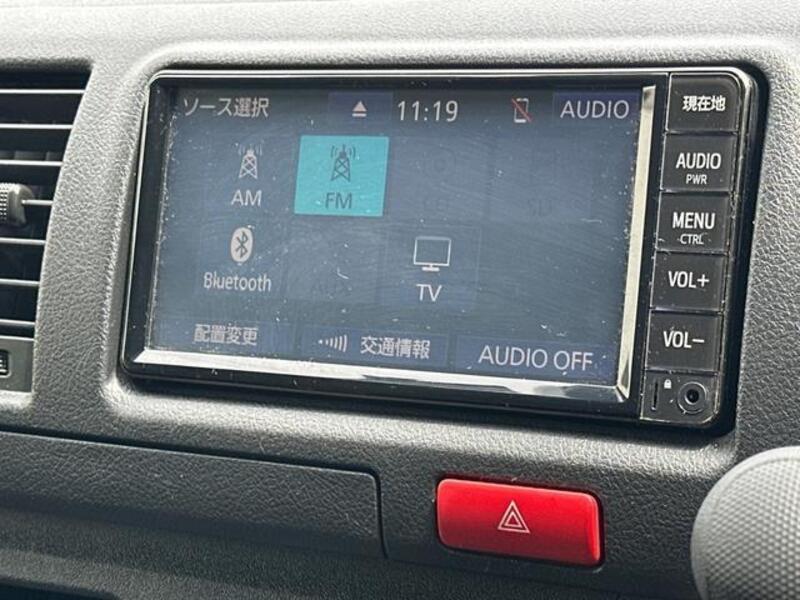 ソース選択 11:19 AUDIO
AM FM
Bluetooth TV
配置変更 交通情報 AUDIO OFF
現在地
AUDIO
PWR
MENU
CTRL
VOL+
VOL−